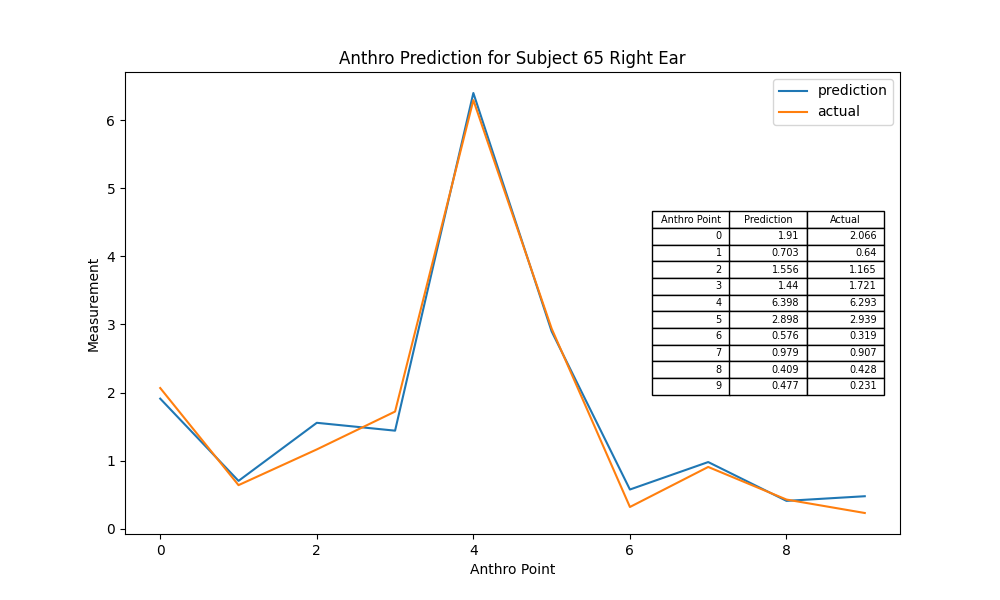 Anthro Prediction for Subject 65 Right Ear
prediction
actual
6
5
4
3
2
1
0
Measurement
Anthro Point Prediction Actual
0 1.91 2.066
1 0.703 0.64
2 1.556 1.165
3 1.44 1.721
4 6.398 6.293
5 2.898 2.939
6 0.576 0.319
7 0.979 0.907
8 0.409 0.428
9 0.477 0.231
0 2 4 6 8
Anthro Point